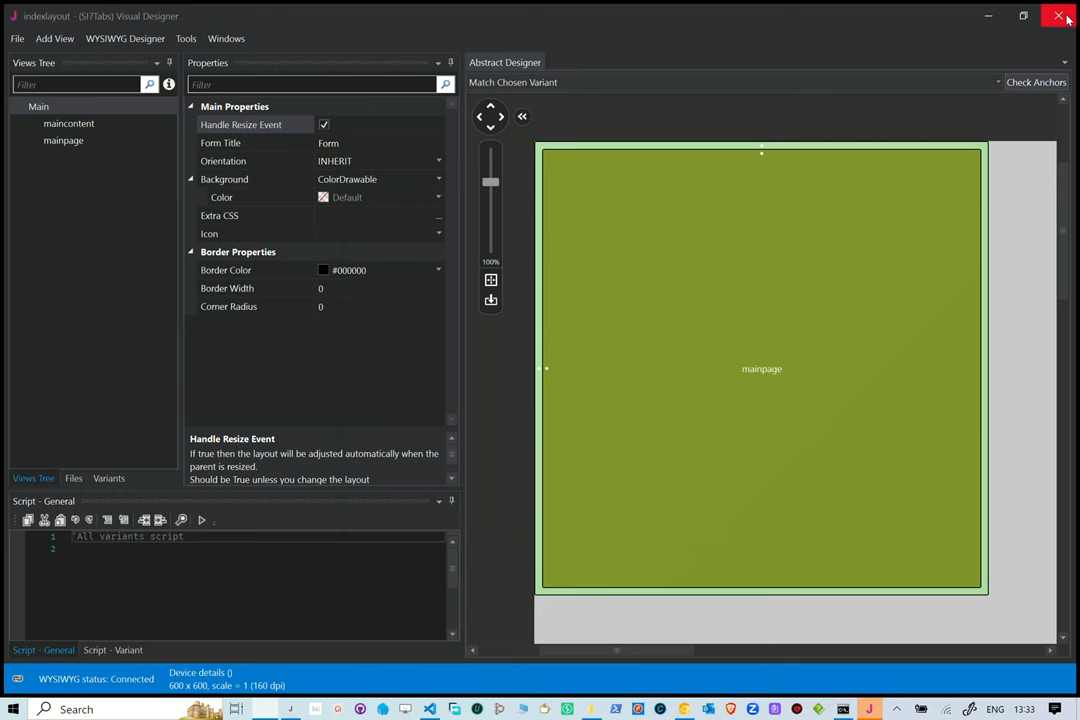 indexlayout - (SI7Tabs) Visual Designer
File Add View WYSIWYG Designer Tools Windows
Views Tree
Filter
Main
maincontent
mainpage
Views Tree Files Variants
Properties
Filter
Main Properties
Handle Resize Event
Form Title Form
Orientation INHERIT
Background ColorDrawable
Color Default
Extra CSS ...
Icon
Border Properties
Border Color #000000
Border Width 0
Corner Radius 0
Handle Resize Event
If true then the layout will be adjusted automatically when the
parent is resized.
Should be True unless you change the layout
Script - General
1 'All variants script
2
Script - General Script - Variant
Abstract Designer
Match Chosen Variant Check Anchors
100%
mainpage
WYSIWYG status: Connected
Device details ()
600 x 600, scale = 1 (160 dpi)
Search
ENG 13:33